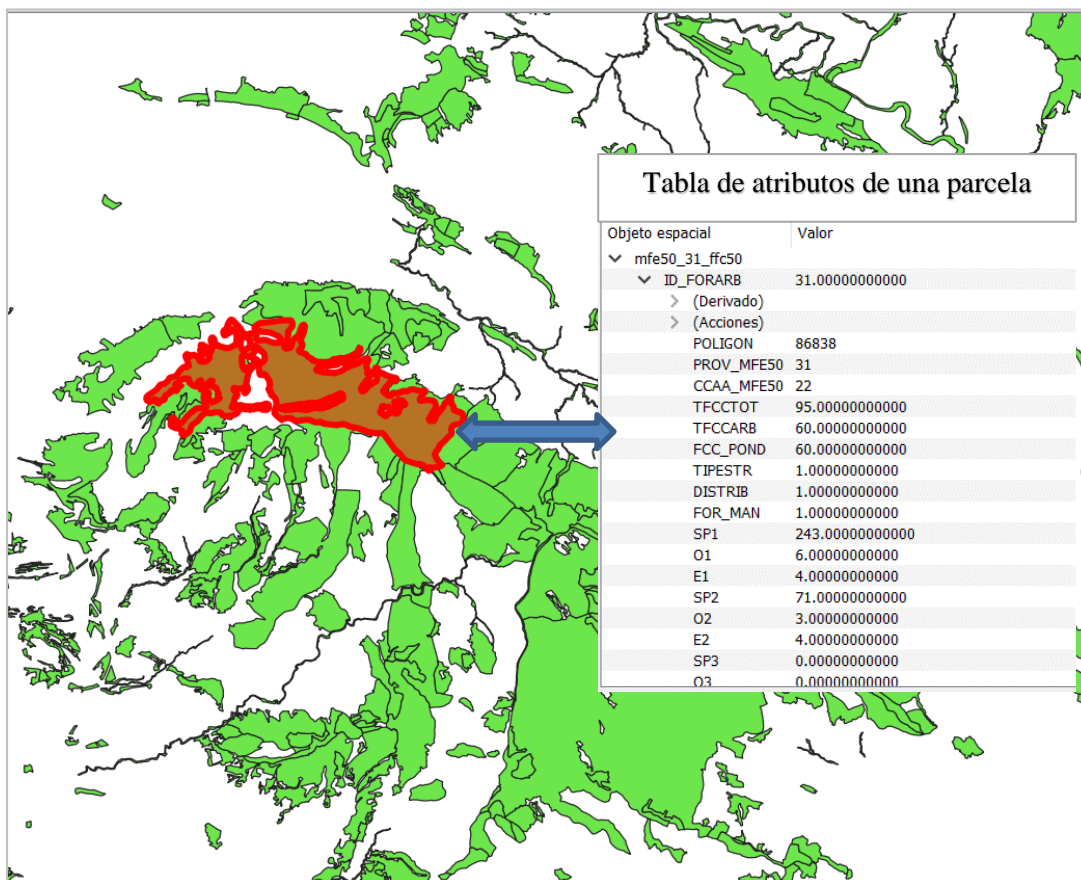 Tabla de atributos de una parcela
Objeto espacial Valor
mfe50_31_ffc50
ID_FORARB 31.00000000000
(Derivado)
(Acciones)
POLIGON 86838
PROV_MFE50 31
CCAA_MFE50 22
TFCCTOT 95.00000000000
TFCCARB 60.00000000000
FCC_POND 60.00000000000
TIPESTR 1.00000000000
DISTRIB 1.00000000000
FOR_MAN 1.00000000000
SP1 243.00000000000
O1 6.00000000000
E1 4.00000000000
SP2 71.00000000000
O2 3.00000000000
E2 4.00000000000
SP3 0.00000000000
O3 0.00000000000